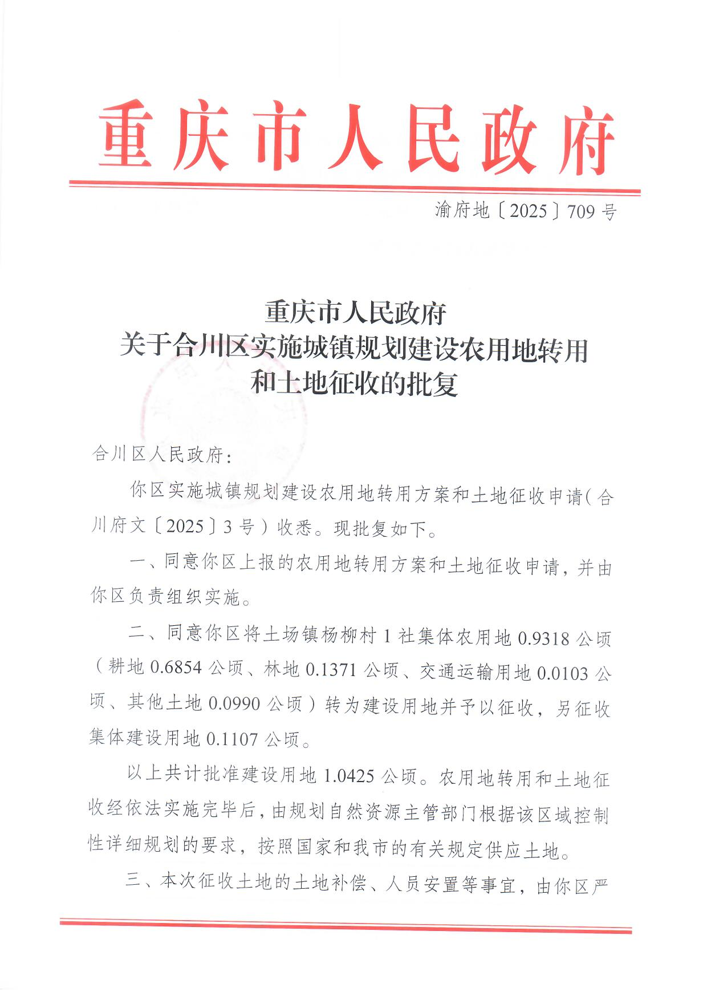 重庆市人民政府
渝府地〔2025〕709号
重庆市人民政府
关于合川区实施城镇规划建设农用地转用
和土地征收的批复
合川区人民政府：
你区实施城镇规划建设农用地转用方案和土地征收申请（合
川府文〔2025〕3号）收悉。现批复如下。
一、同意你区上报的农用地转用方案和土地征收申请，并由
你区负责组织实施。
二、同意你区将土场镇杨柳村1社集体农用地0.9318公顷
（耕地0.6854公顷、林地0.1371公顷、交通运输用地0.0103公
顷、其他土地0.0990公顷）转为建设用地并予以征收，另征收
集体建设用地0.1107公顷。
以上共计批准建设用地1.0425公顷。农用地转用和土地征
收经依法实施完毕后，由规划自然资源主管部门根据该区域控制
性详细规划的要求，按照国家和我市的有关规定供应土地。
三、本次征收土地的土地补偿、人员安置等事宜，由你区严